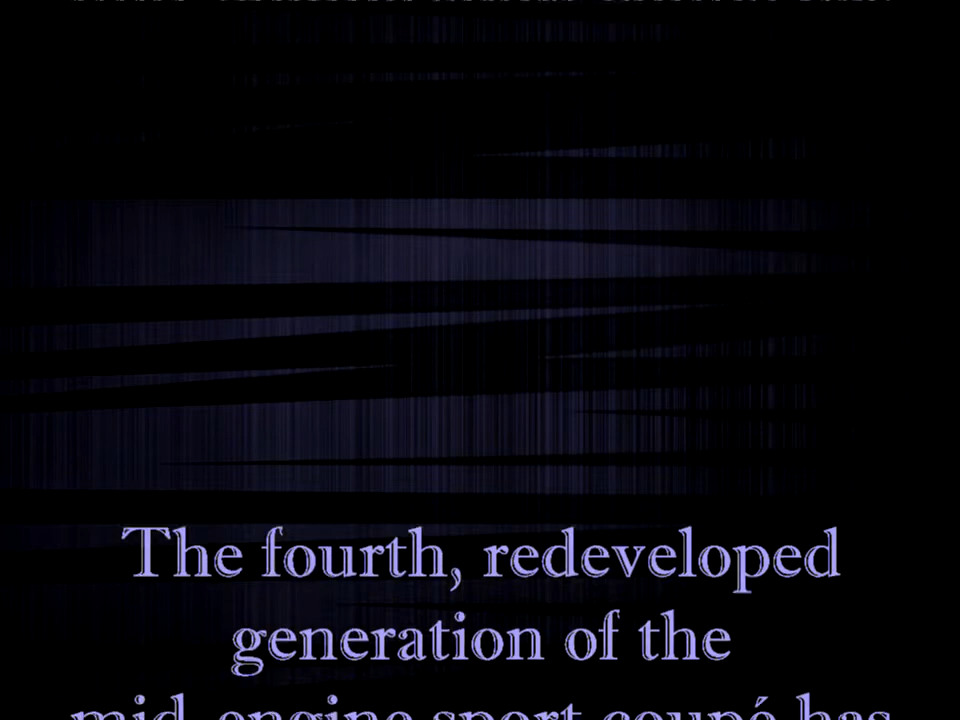 The fourth, redeveloped
generation of the
mid-engine sport coupé has